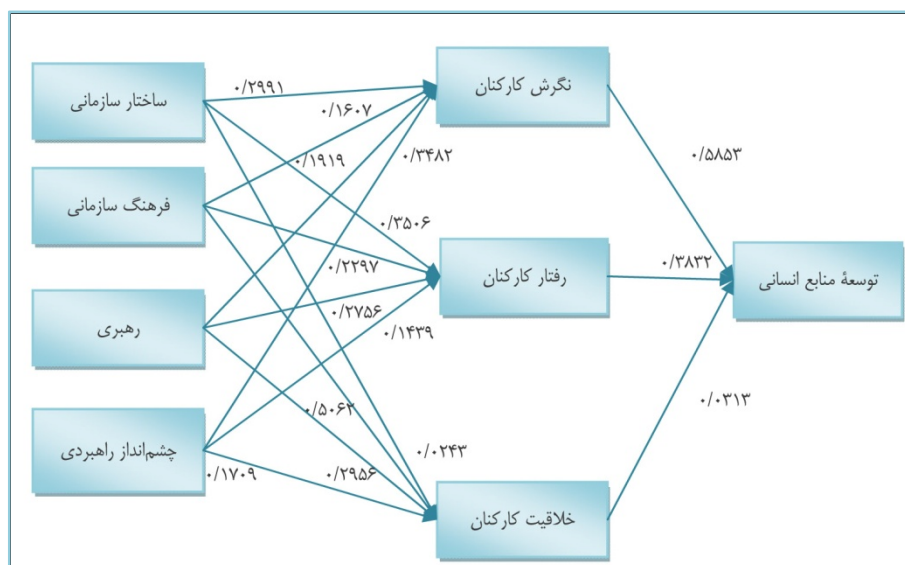 ساختار سازمانی
فرهنگ سازمانی
رهبری
چشم‌انداز راهبردی
۰/۲۹۹۱
۰/۱۶۰۷
۰/۱۹۱۹
۰/۳۴۸۲
۰/۳۵۰۶
۰/۲۲۹۷
۰/۲۷۵۶
۰/۱۴۳۹
۰/۵۰۶۲
۰/۰۲۴۳
۰/۱۷۰۹
۰/۲۹۵۶
نگرش کارکنان
رفتار کارکنان
خلاقیت کارکنان
۰/۵۸۵۳
۰/۳۸۳۲
۰/۰۳۱۳
توسعهٔ منابع انسانی